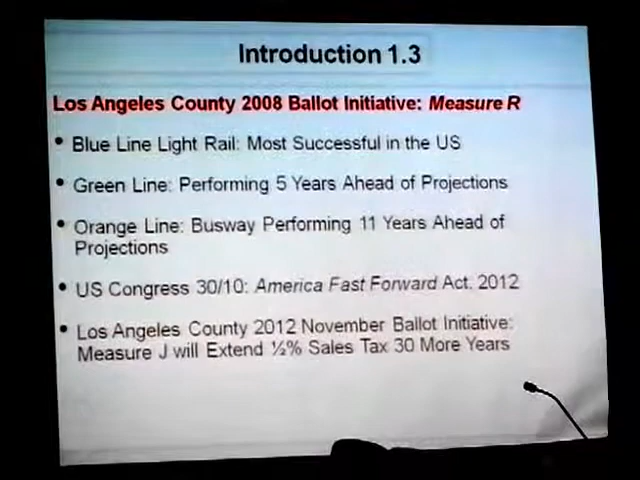 Introduction 1.3
Los Angeles County 2008 Ballot Initiative: Measure R
• Blue Line Light Rail: Most Successful in the US
• Green Line: Performing 5 Years Ahead of Projections
• Orange Line: Busway Performing 11 Years Ahead of
Projections
• US Congress 30/10: America Fast Forward Act. 2012
• Los Angeles County 2012 November Ballot Initiative:
Measure J will Extend ½% Sales Tax 30 More Years